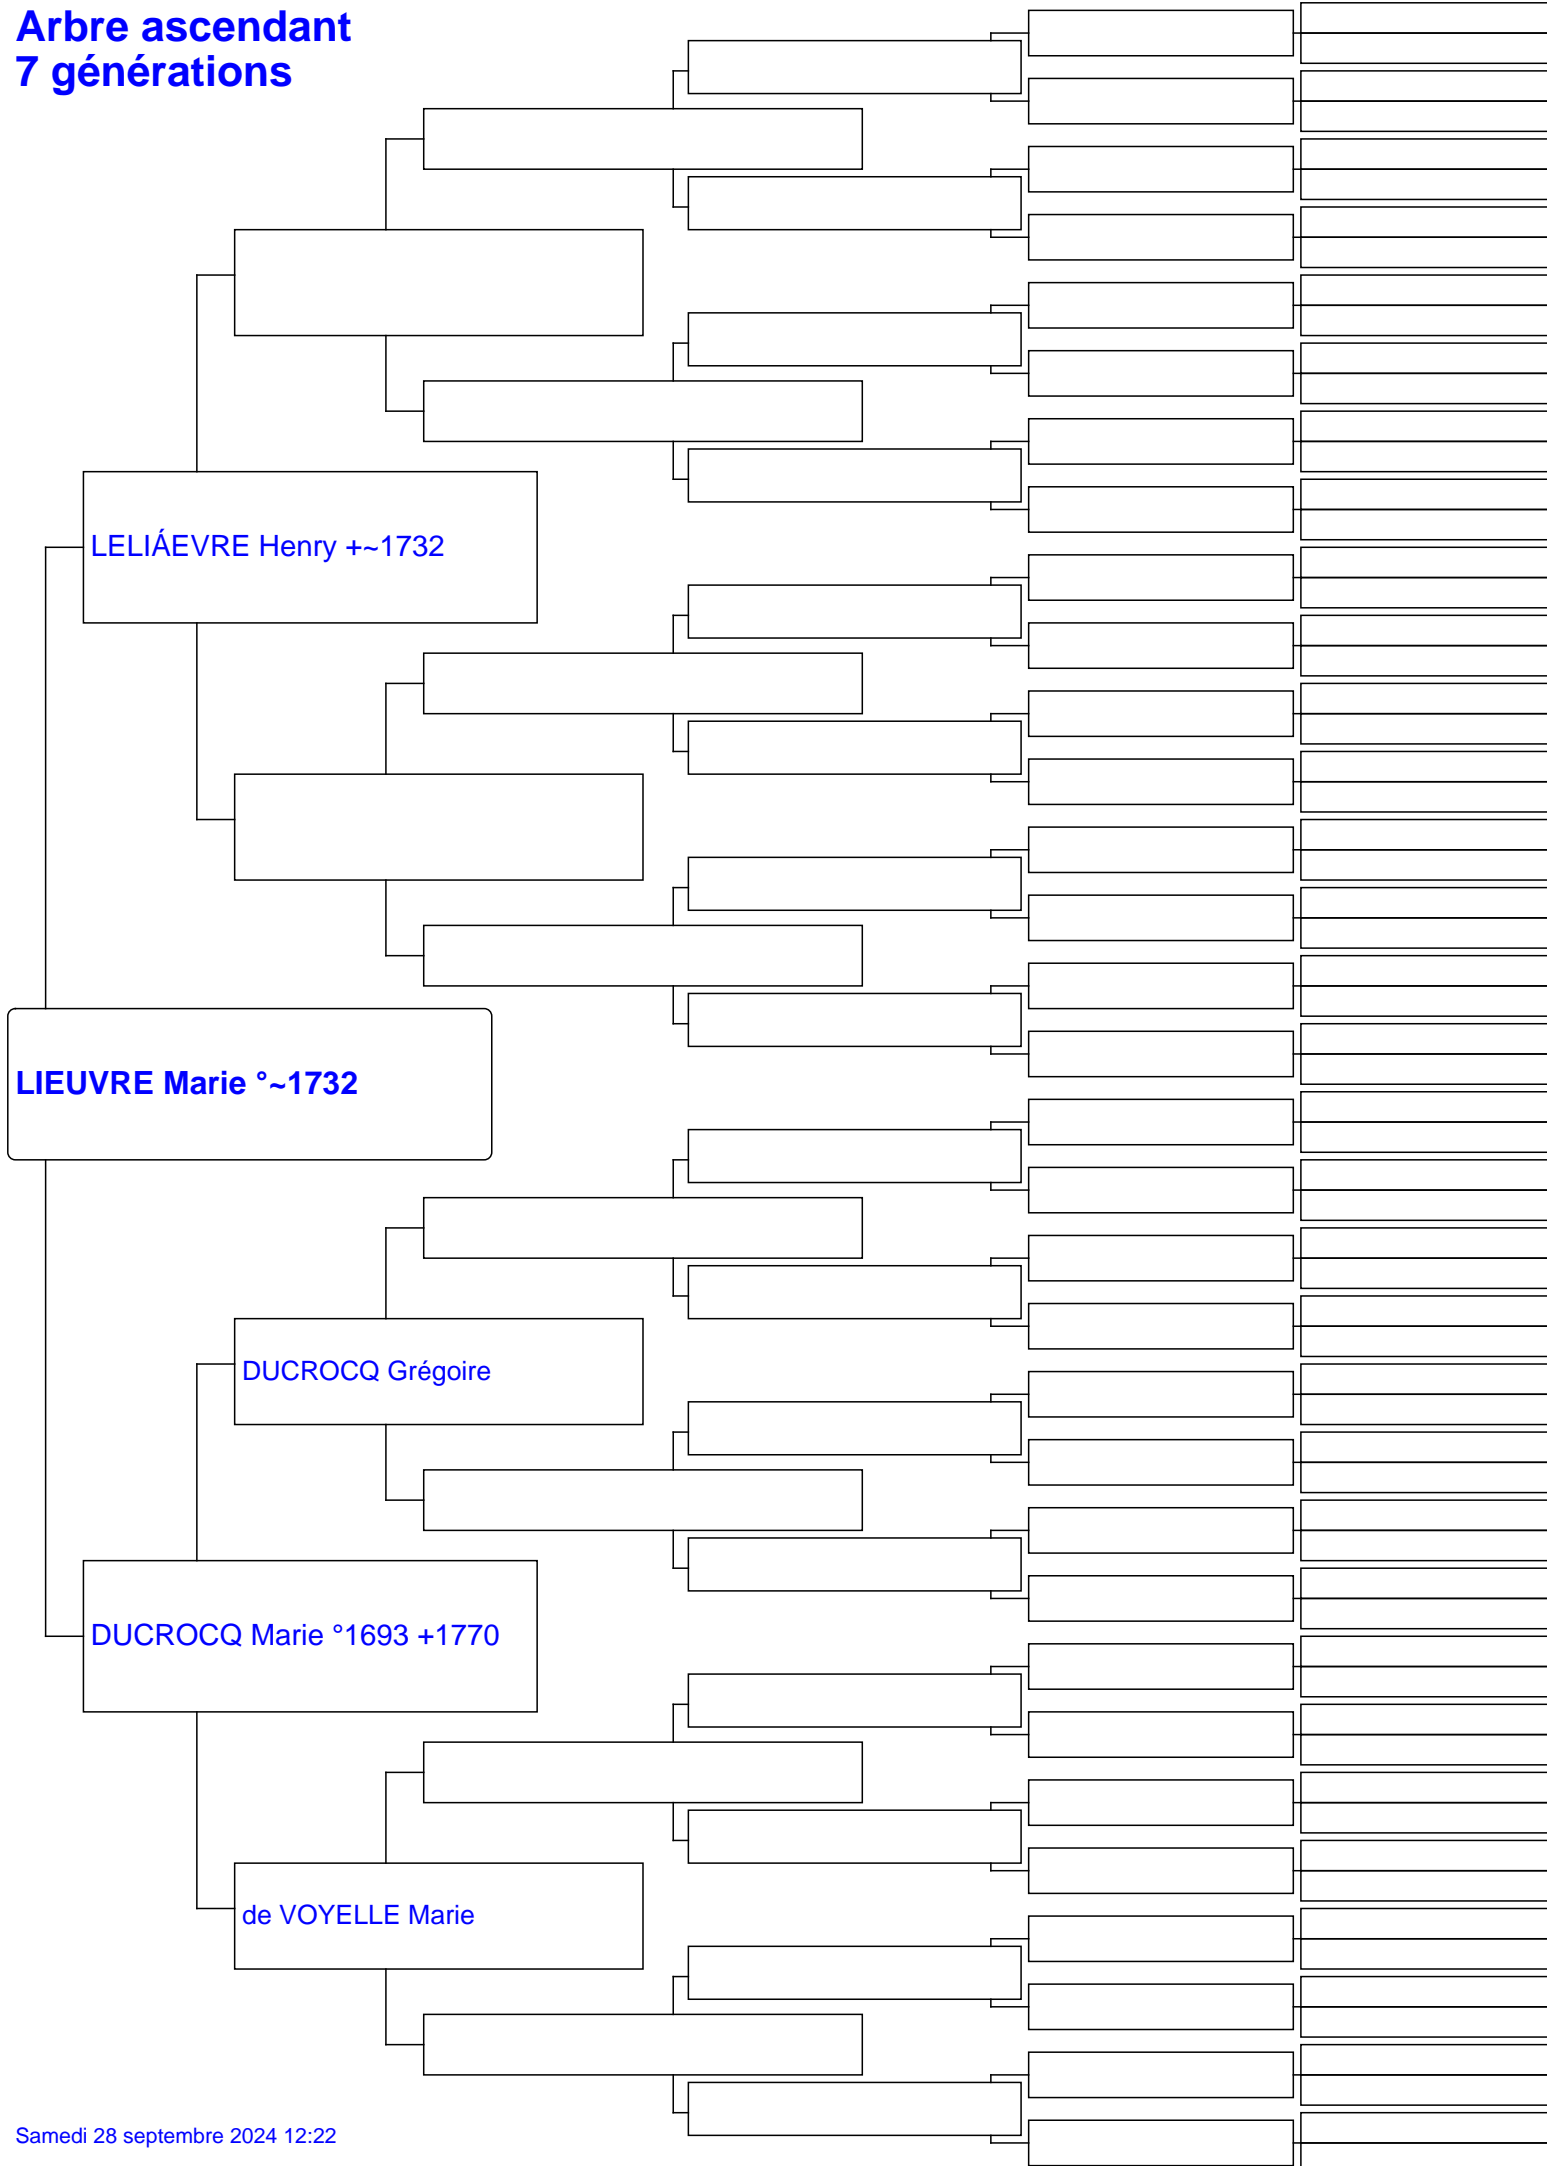 Arbre ascendant
7 générations
LELIÁEVRE Henry +~1732
LIEUVRE Marie °~1732
DUCROCQ Grégoire
DUCROCQ Marie °1693 +1770
de VOYELLE Marie
Samedi 28 septembre 2024 12:22